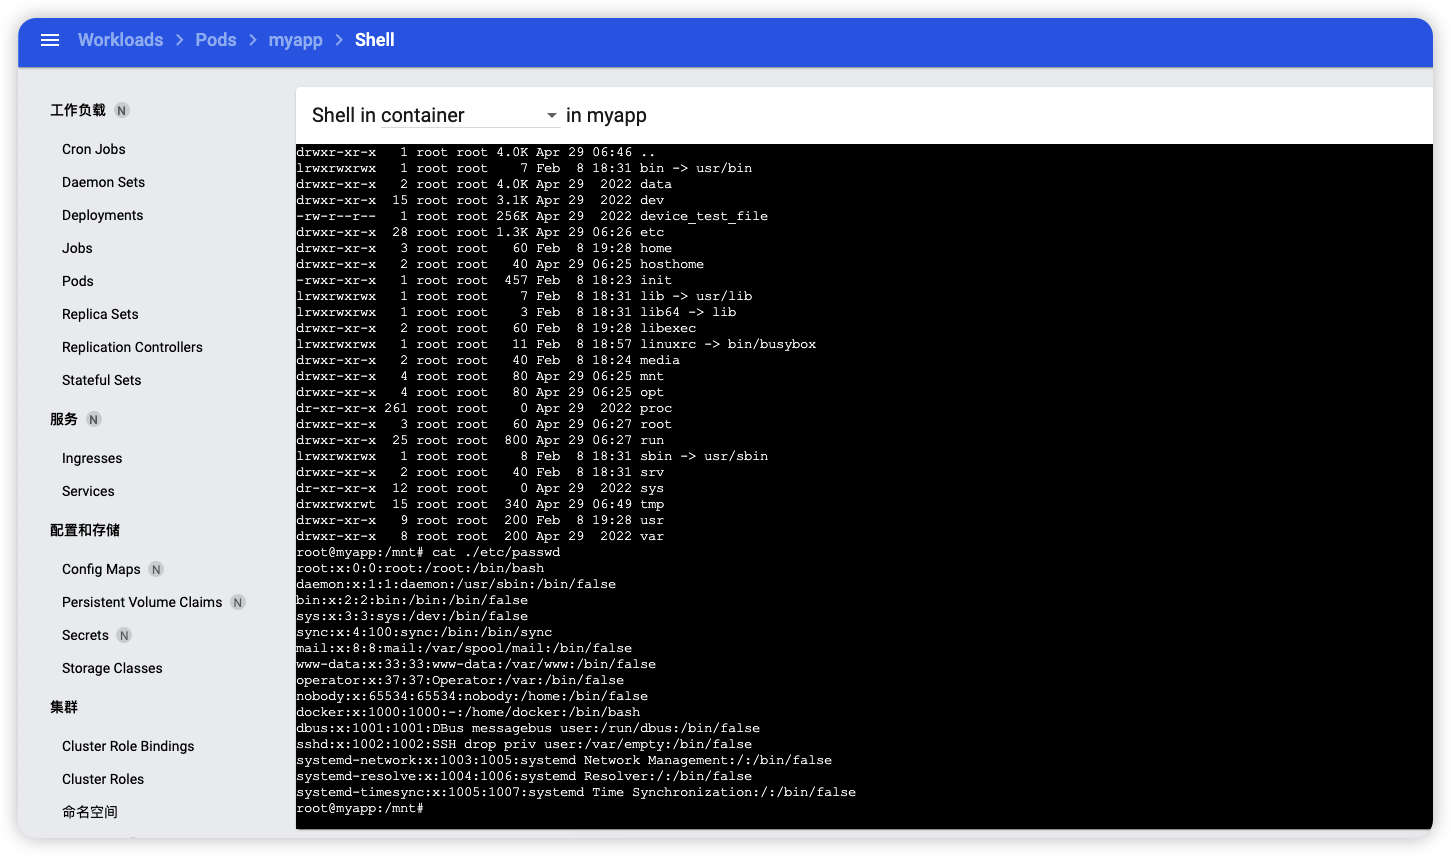 Workloads > Pods > myapp > Shell
工作负载 N
Cron Jobs
Daemon Sets
Deployments
Jobs
Pods
Replica Sets
Replication Controllers
Stateful Sets
服务 N
Ingresses
Services
配置和存储
Config Maps N
Persistent Volume Claims N
Secrets N
Storage Classes
集群
Cluster Role Bindings
Cluster Roles
命名空间
Shell in container in myapp
drwxr-xr-x   1 root root 4.0K Apr 29 06:46 ..
lrwxrwxrwx   1 root root    7 Feb  8 18:31 bin -> usr/bin
drwxr-xr-x   2 root root 4.0K Apr 29  2022 data
drwxr-xr-x  15 root root 3.1K Apr 29  2022 dev
-rw-r--r--   1 root root 256K Apr 29  2022 device_test_file
drwxr-xr-x  28 root root 1.3K Apr 29 06:26 etc
drwxr-xr-x   3 root root   60 Feb  8 19:28 home
drwxr-xr-x   2 root root   40 Apr 29 06:25 hosthome
-rwxr-xr-x   1 root root  457 Feb  8 18:23 init
lrwxrwxrwx   1 root root    7 Feb  8 18:31 lib -> usr/lib
lrwxrwxrwx   1 root root    3 Feb  8 18:31 lib64 -> lib
drwxr-xr-x   2 root root   60 Feb  8 19:28 libexec
lrwxrwxrwx   1 root root   11 Feb  8 18:57 linuxrc -> bin/busybox
drwxr-xr-x   2 root root   40 Feb  8 18:24 media
drwxr-xr-x   4 root root   80 Apr 29 06:25 mnt
drwxr-xr-x   4 root root   80 Apr 29 06:25 opt
dr-xr-xr-x 261 root root    0 Apr 29  2022 proc
drwxr-xr-x   3 root root   60 Apr 29 06:27 root
drwxr-xr-x  25 root root  800 Apr 29 06:27 run
lrwxrwxrwx   1 root root    8 Feb  8 18:31 sbin -> usr/sbin
drwxr-xr-x   2 root root   40 Feb  8 18:31 srv
dr-xr-xr-x  12 root root    0 Apr 29  2022 sys
drwxrwxrwt  15 root root  340 Apr 29 06:49 tmp
drwxr-xr-x   9 root root  200 Feb  8 19:28 usr
drwxr-xr-x   8 root root  200 Apr 29  2022 var
root@myapp:/mnt# cat ./etc/passwd
root:x:0:0:root:/root:/bin/bash
daemon:x:1:1:daemon:/usr/sbin:/bin/false
bin:x:2:2:bin:/bin:/bin/false
sys:x:3:3:sys:/dev:/bin/false
sync:x:4:100:sync:/bin:/bin/sync
mail:x:8:8:mail:/var/spool/mail:/bin/false
www-data:x:33:33:www-data:/var/www:/bin/false
operator:x:37:37:Operator:/var:/bin/false
nobody:x:65534:65534:nobody:/home:/bin/false
docker:x:1000:1000:-:/home/docker:/bin/bash
dbus:x:1001:1001:DBus messagebus user:/run/dbus:/bin/false
sshd:x:1002:1002:SSH drop priv user:/var/empty:/bin/false
systemd-network:x:1003:1005:systemd Network Management:/:/bin/false
systemd-resolve:x:1004:1006:systemd Resolver:/:/bin/false
systemd-timesync:x:1005:1007:systemd Time Synchronization:/:/bin/false
root@myapp:/mnt#